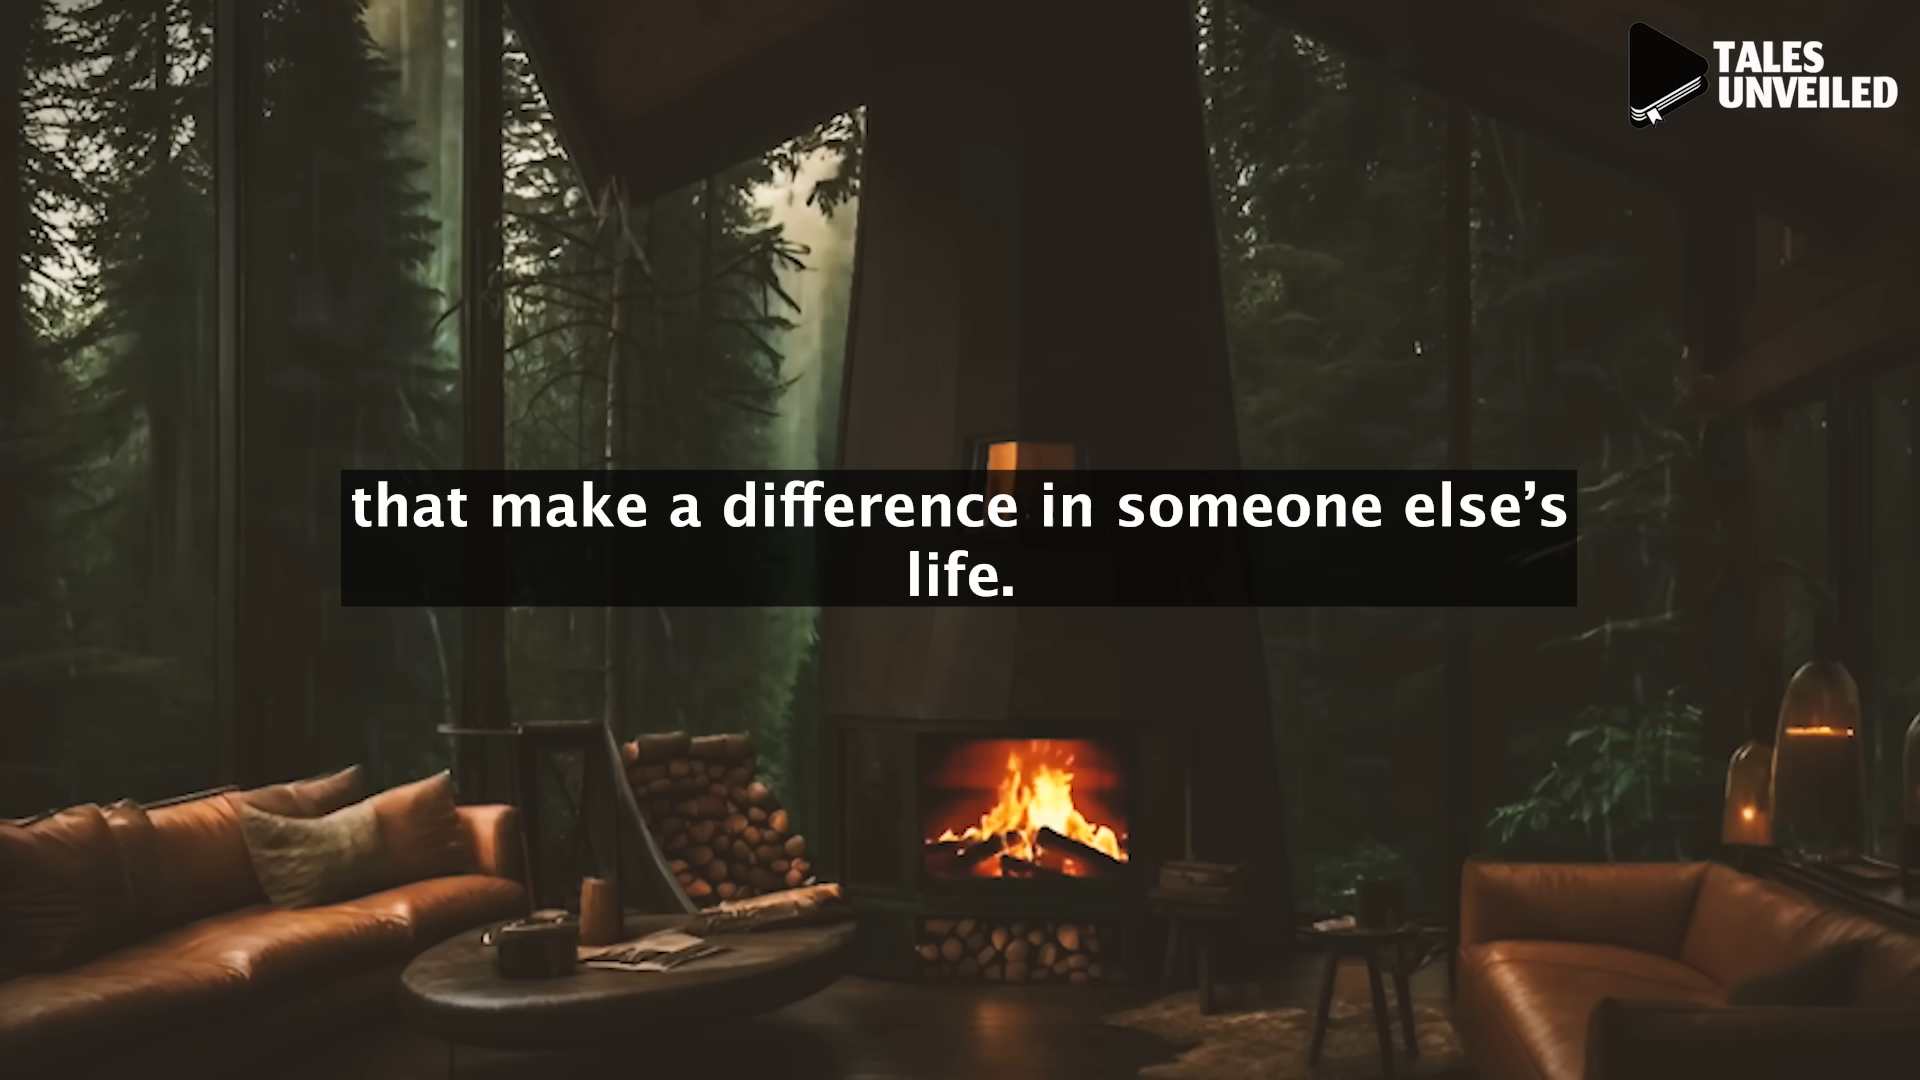 TALES
UNVEILED
that make a difference in someone else’s
life.